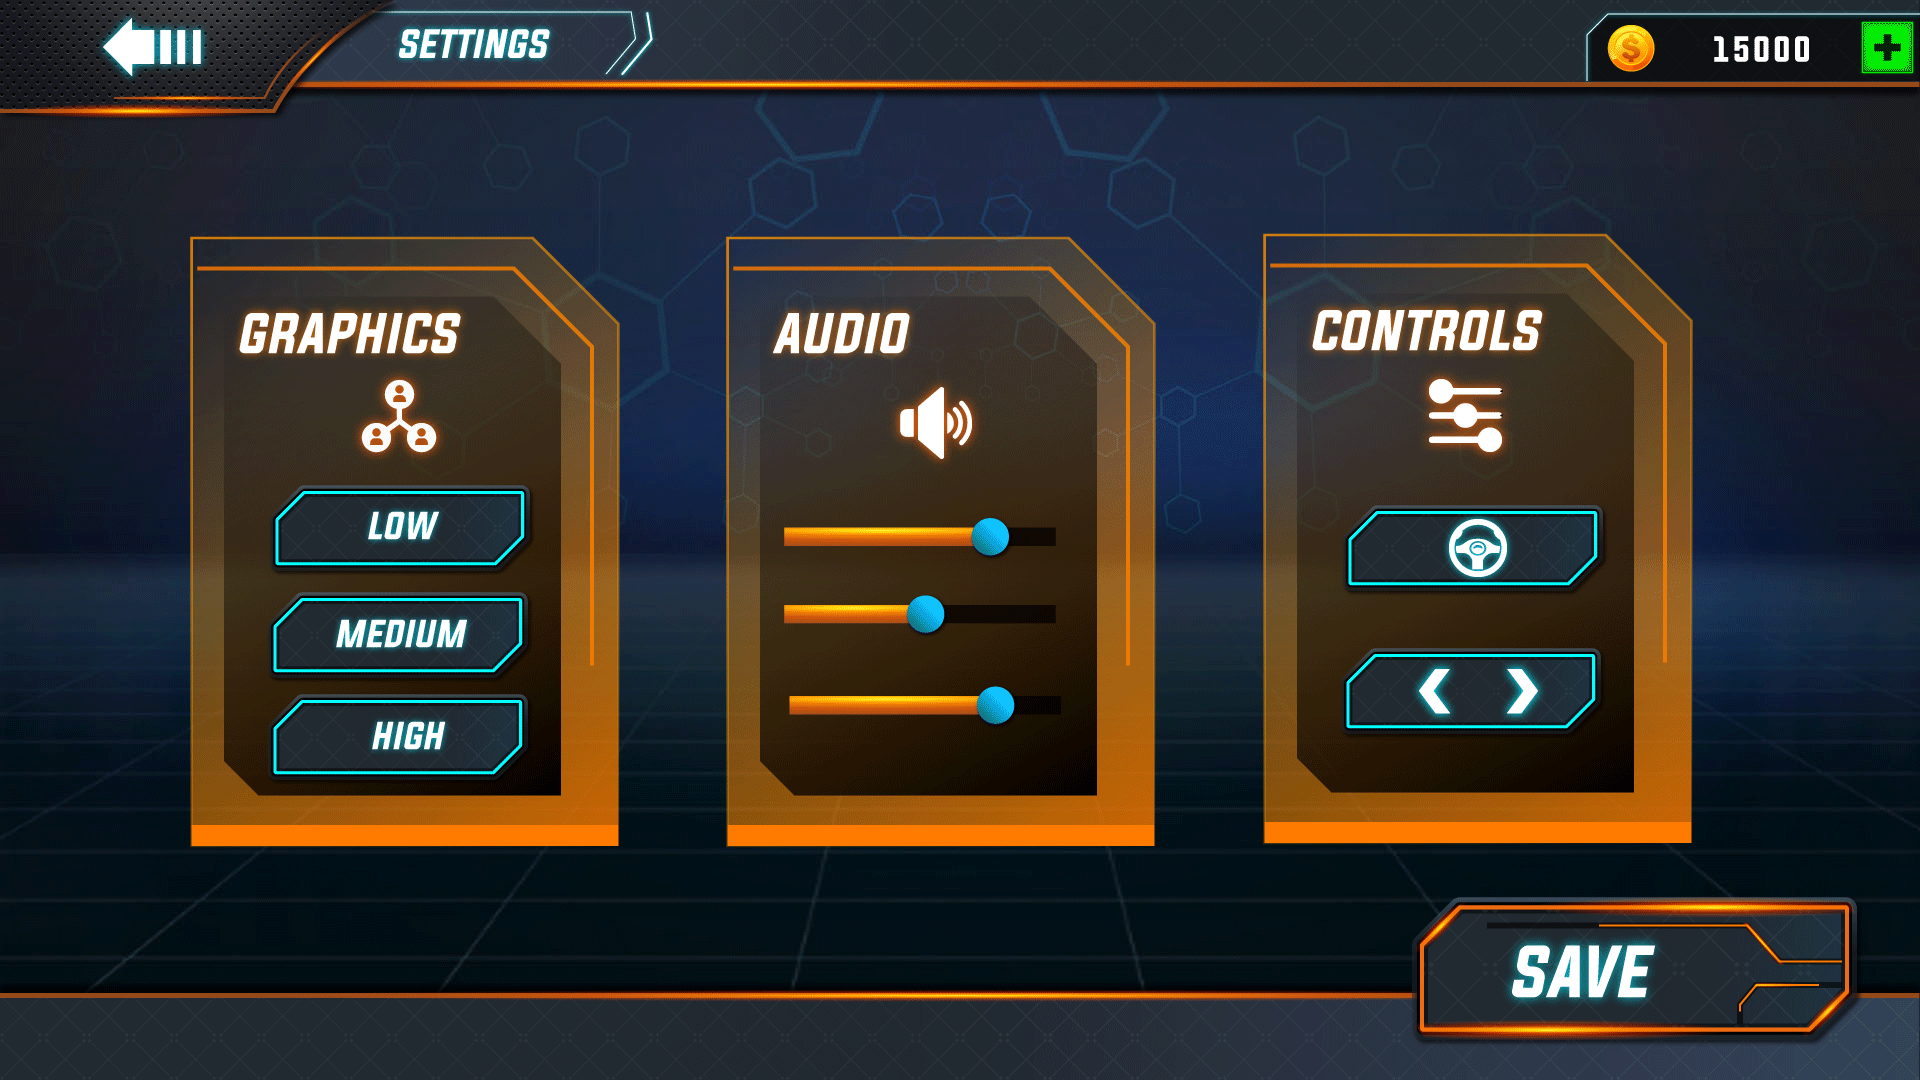 SETTINGS
15000
GRAPHICS
LOW
MEDIUM
HIGH
AUDIO
CONTROLS
SAVE